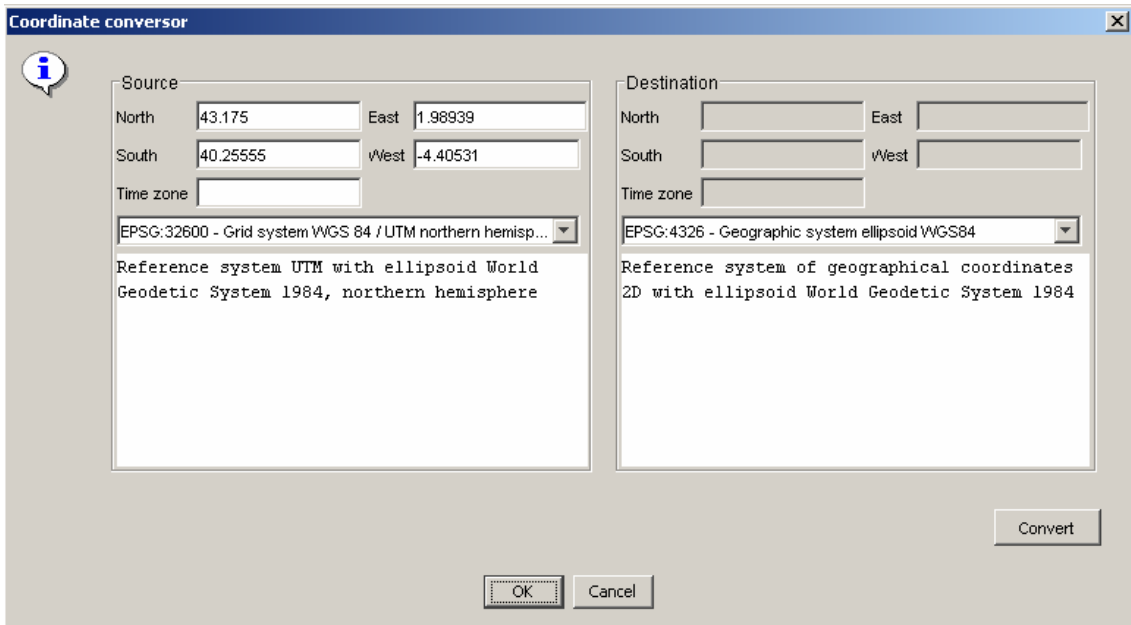 Coordinate conversor
Source
North 43.175 East 1.98939
South 40.25555 West -4.40531
Time zone
EPSG:32600 - Grid system WGS 84 / UTM northern hemisp...
Reference system UTM with ellipsoid World
Geodetic System 1984, northern hemisphere
Destination
North East
South West
Time zone
EPSG:4326 - Geographic system ellipsoid WGS84
Reference system of geographical coordinates
2D with ellipsoid World Geodetic System 1984
Convert
OK Cancel